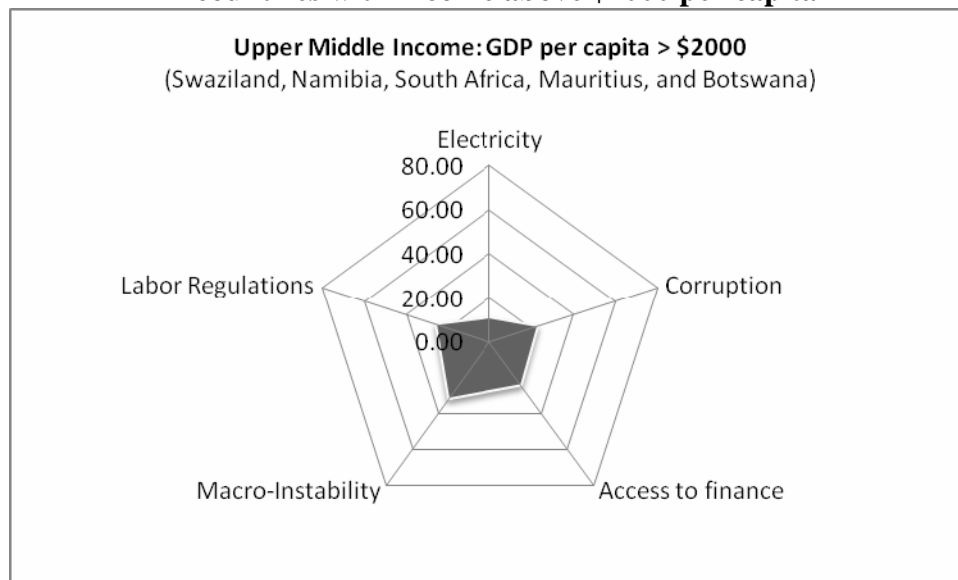 Upper Middle Income: GDP per capita > $2000
(Swaziland, Namibia, South Africa, Mauritius, and Botswana)
Electricity
80.00
60.00
40.00
20.00
0.00
Labor Regulations
Corruption
Macro-Instability
Access to finance